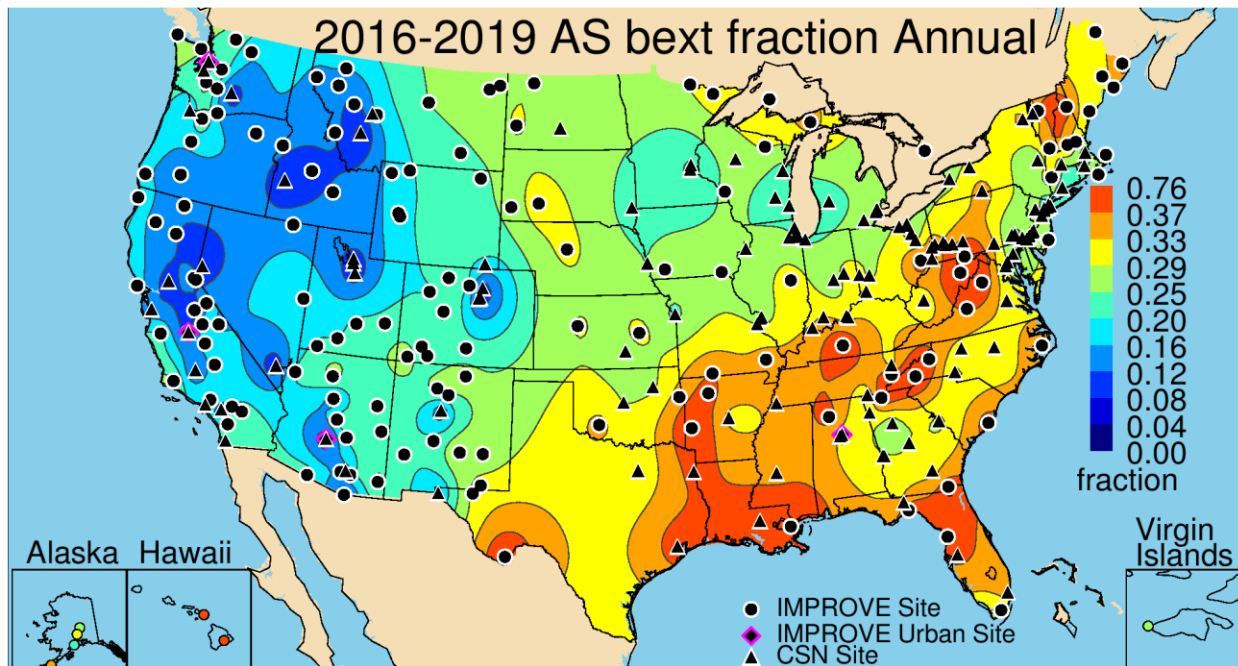 2016-2019 AS bext fraction Annual
0.76
0.37
0.33
0.29
0.25
0.20
0.16
0.12
0.08
0.04
0.00
fraction
Alaska
Hawaii
Virgin
Islands
IMPROVE Site
IMPROVE Urban Site
CSN Site